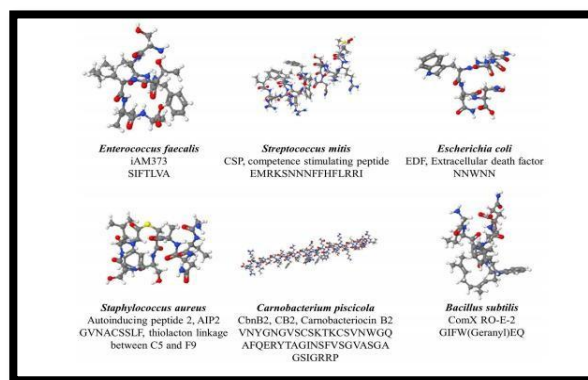 Enterococcus faecalis
iAM373
SIFTLVA
Streptococcus mitis
CSP, competence stimulating peptide
EMRKSNNNFFHFLRRI
Escherichia coli
EDF, Extracellular death factor
NNWNN
Staphylococcus aureus
Autoinducing peptide 2, AIP2
GVNACSSLF, thiolacton linkage
between C5 and F9
Carnobacterium piscicola
CbnB2, CB2, Carnobacteriocin B2
VNYGNGVSCSKTKCSVNWGQ
AFQERYTAGINSFVSGVASGA
GSIGRRP
Bacillus subtilis
ComX RO-E-2
GIFW(Geranyl)EQ